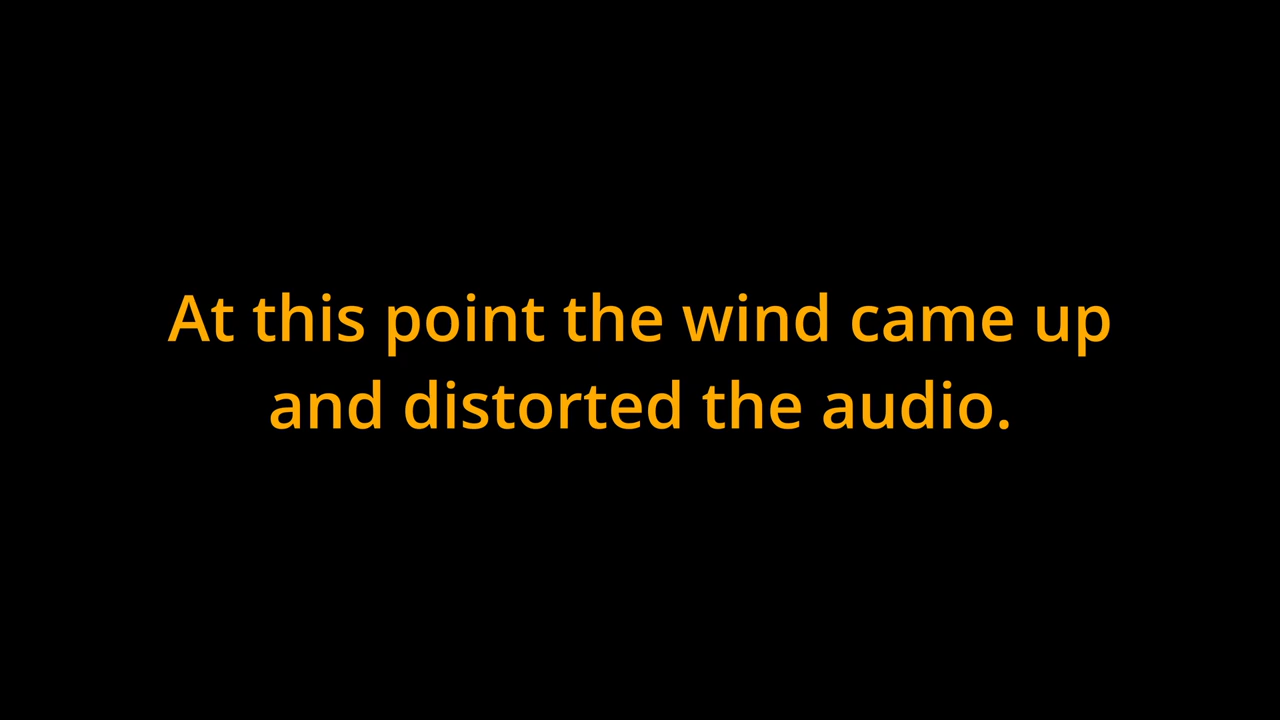 At this point the wind came up
and distorted the audio.